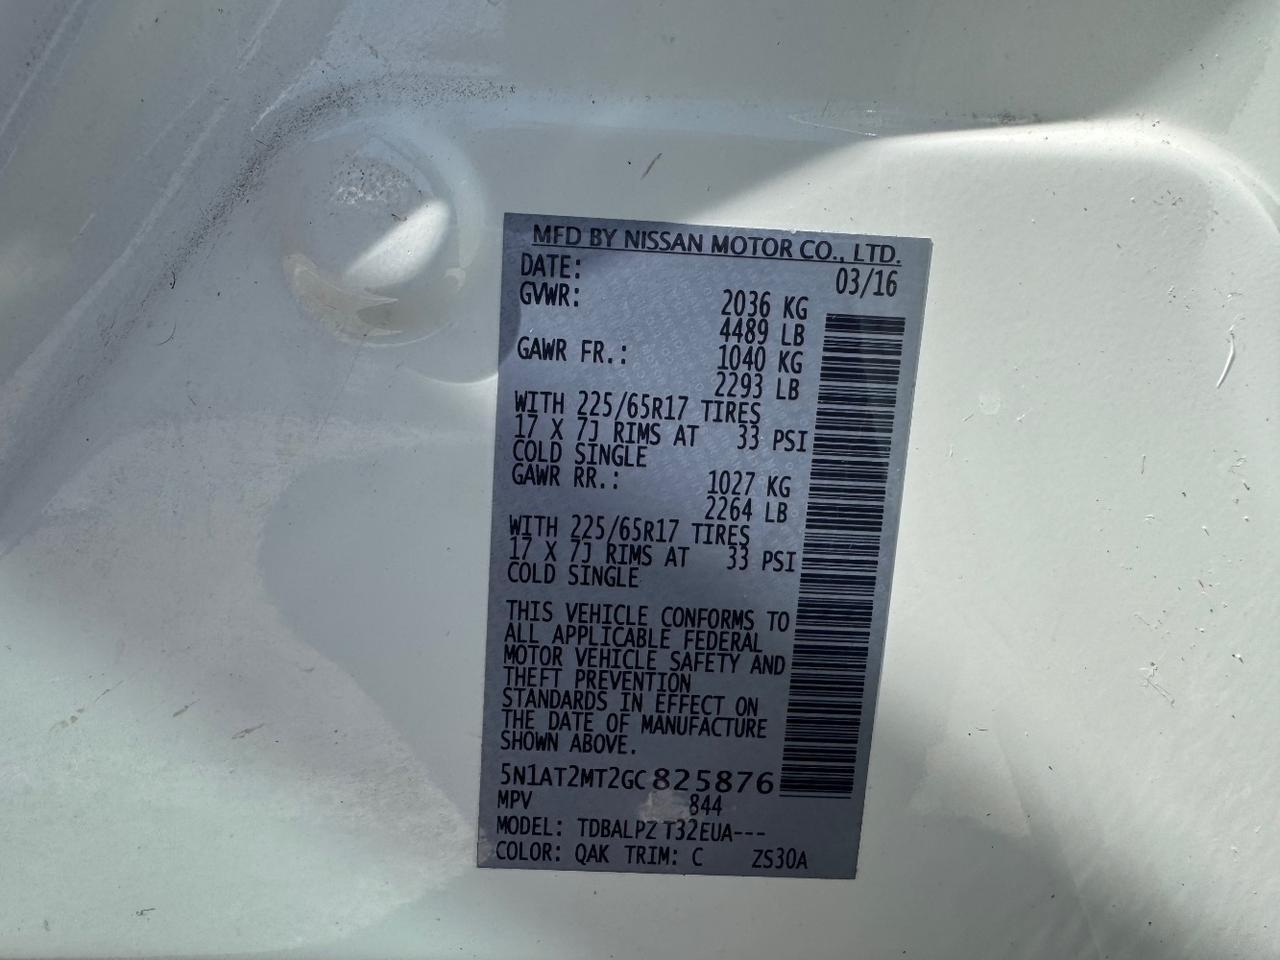 MFD BY NISSAN MOTOR CO., LTD.
DATE: 03/16
GVWR: 2036 KG
4489 LB
GAWR FR.: 1040 KG
2293 LB
WITH 225/65R17 TIRES
17 X 7J RIMS AT 33 PSI
COLD SINGLE
GAWR RR.: 1027 KG
2264 LB
WITH 225/65R17 TIRES
17 X 7J RIMS AT 33 PSI
COLD SINGLE
THIS VEHICLE CONFORMS TO
ALL APPLICABLE FEDERAL
MOTOR VEHICLE SAFETY AND
THEFT PREVENTION
STANDARDS IN EFFECT ON
THE DATE OF MANUFACTURE
SHOWN ABOVE.
5N1AT2MT2GC825876
MPV 844
MODEL: TDBALPZ T32EUA---
COLOR: QAK TRIM: C ZS30A